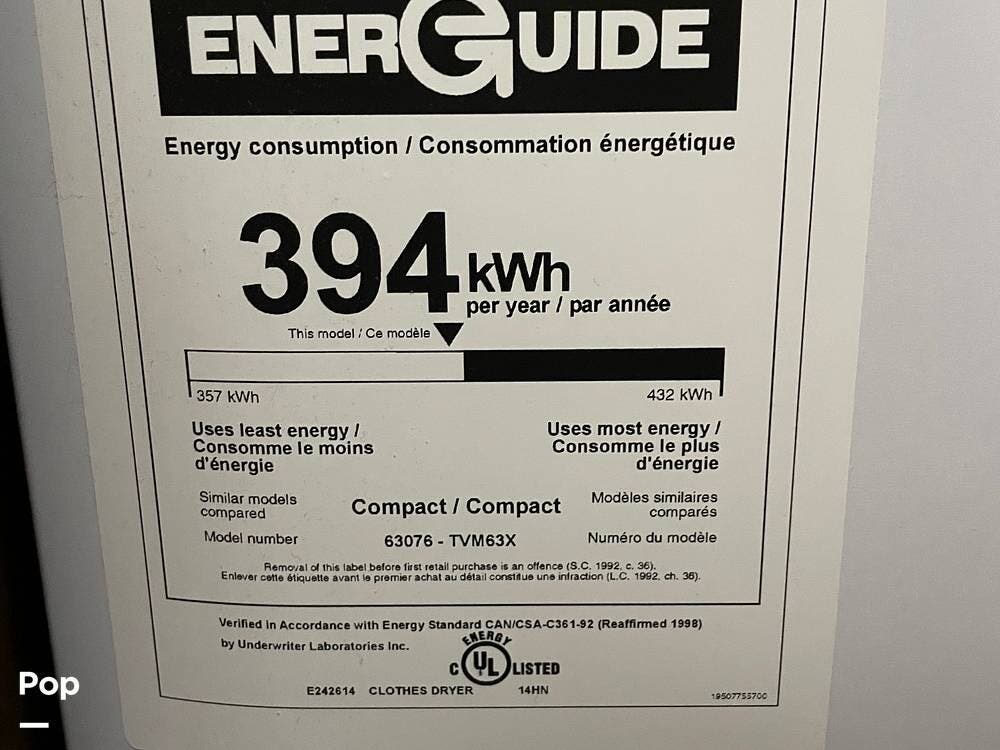 ENERGUIDE
Energy consumption / Consommation énergétique
394 kWh
per year / par année
This model / Ce modèle
357 kWh
432 kWh
Uses least energy /
Consomme le moins
d'énergie
Uses most energy /
Consomme le plus
d'énergie
Similar models
compared
Compact / Compact
Modèles similaires
comparés
Model number
63076 - TVM63X
Numéro du modèle
Removal of this label before first retail purchase is an offence (S.C. 1992, c. 36).
Enlever cette étiquette avant le premier achat au détail constitue une infraction (L.C. 1992, ch. 36).
Verified in Accordance with Energy Standard CAN/CSA-C361-92 (Reaffirmed 1998)
by Underwriter Laboratories Inc.
ENERGY
C UL LISTED
E242614 CLOTHES DRYER 14HN
19507755700
Pop